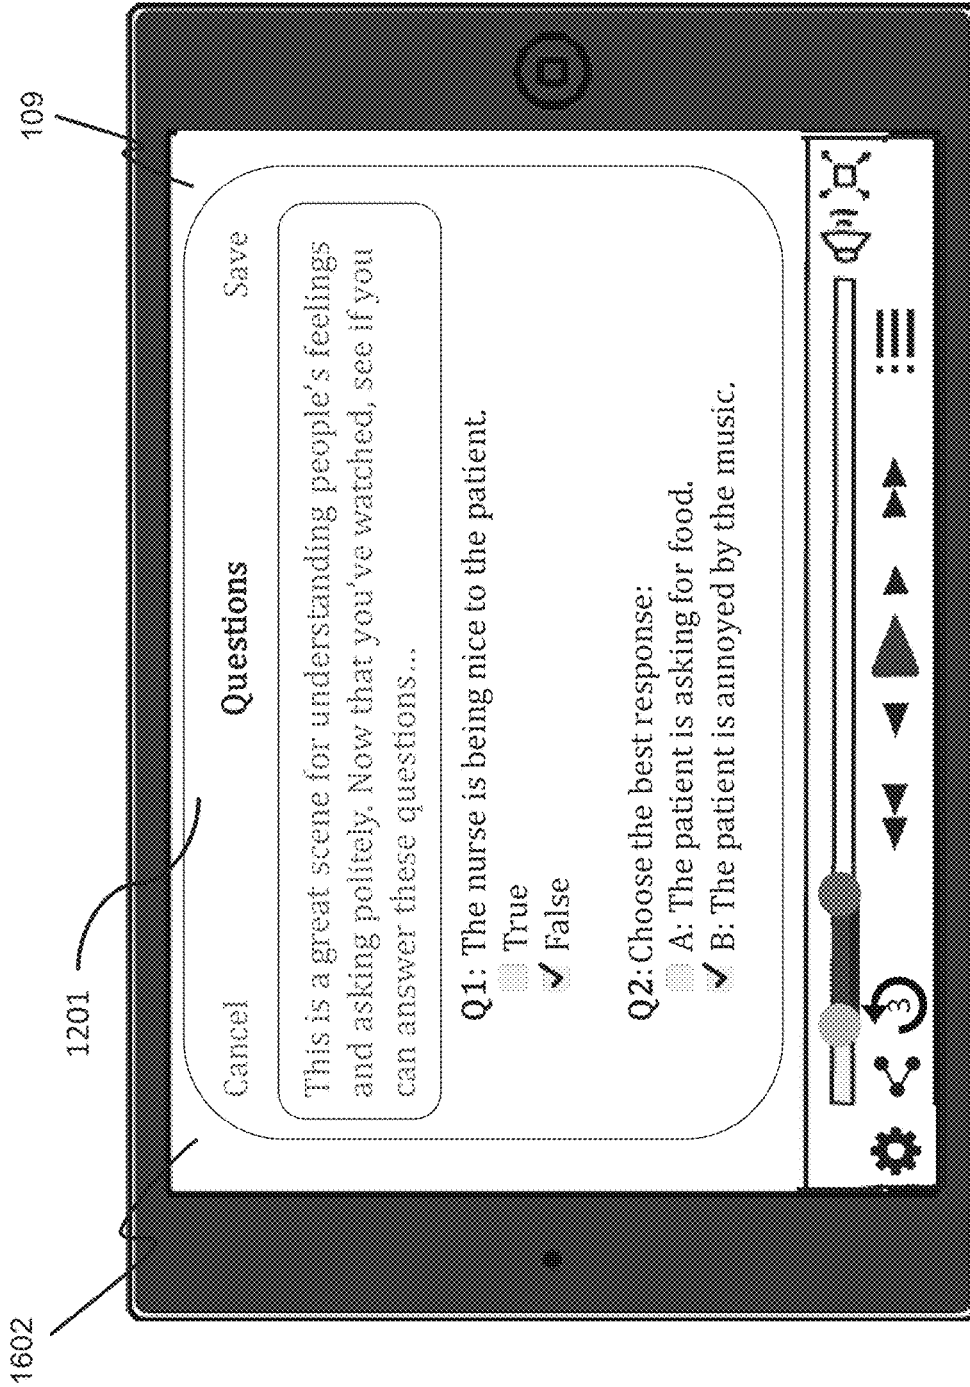 1602
1201
109
Cancel
Questions
Save
This is a great scene for understanding people's feelings
and asking politely. Now that you've watched, see if you
can answer these questions...
Q1: The nurse is being nice to the patient.
True
False
Q2: Choose the best response:
A: The patient is asking for food.
B: The patient is annoyed by the music.
3